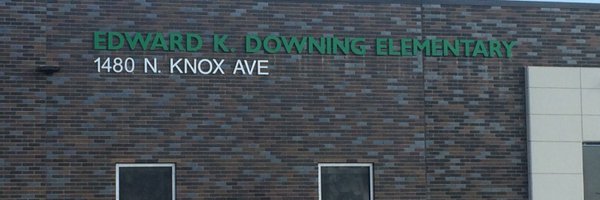 EDWARD K. DOWNING ELEMENTARY
1480 N. KNOX AVE